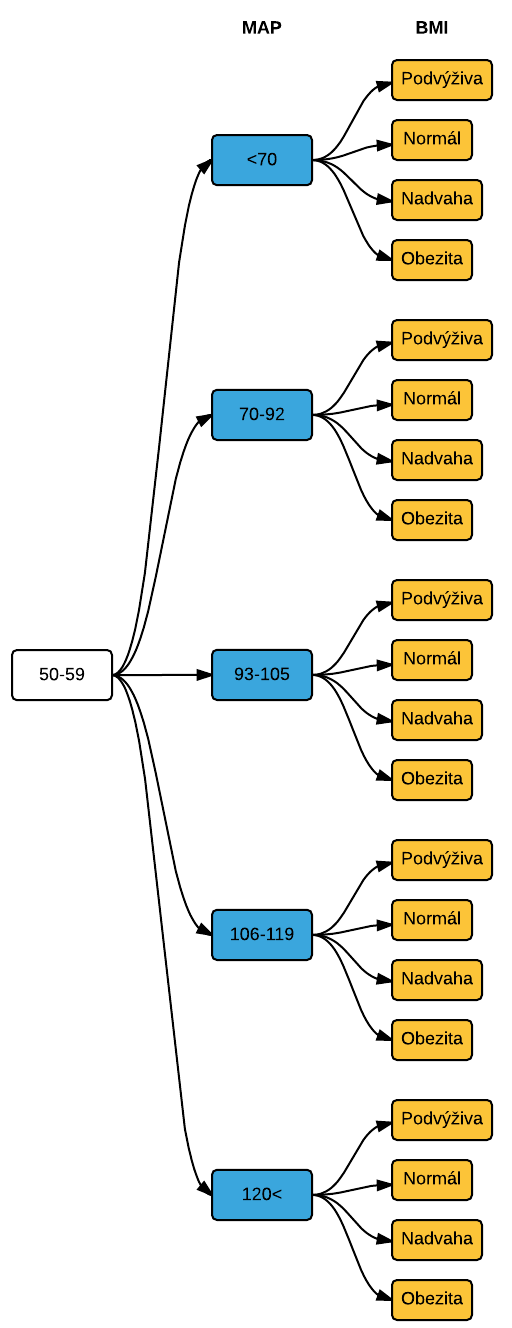 MAP
BMI
<70
Podvýživa
Normál
Nadvaha
Obezita
70-92
Podvýživa
Normál
Nadvaha
Obezita
50-59
93-105
Podvýživa
Normál
Nadvaha
Obezita
106-119
Podvýživa
Normál
Nadvaha
Obezita
120<
Podvýživa
Normál
Nadvaha
Obezita